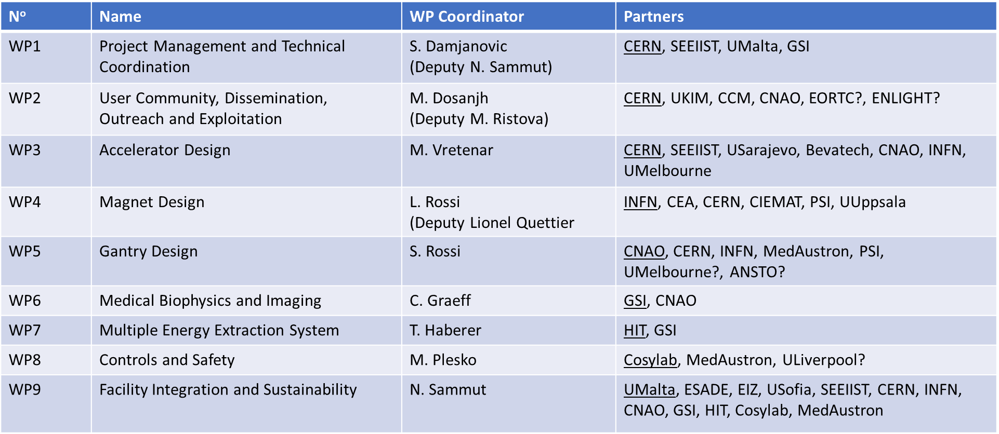 Nº Name WP Coordinator Partners
WP1 Project Management and Technical S. Damjanovic CERN, SEEIIST, UMalta, GSI
Coordination (Deputy N. Sammut)
WP2 User Community, Dissemination, M. Dosanjh CERN, UKIM, CCM, CNAO, EORTC?, ENLIGHT?
Outreach and Exploitation (Deputy M. Ristova)
WP3 Accelerator Design M. Vretenar CERN, SEEIIST, USarajevo, Bevatech, CNAO, INFN,
UMelbourne
WP4 Magnet Design L. Rossi INFN, CEA, CERN, CIEMAT, PSI, UUppsala
(Deputy Lionel Quettier
WP5 Gantry Design S. Rossi CNAO, CERN, INFN, MedAustron, PSI,
UMelbourne?, ANSTO?
WP6 Medical Biophysics and Imaging C. Graeff GSI, CNAO
WP7 Multiple Energy Extraction System T. Haberer HIT, GSI
WP8 Controls and Safety M. Plesko Cosylab, MedAustron, ULiverpool?
WP9 Facility Integration and Sustainability N. Sammut UMalta, ESADE, EIZ, USofia, SEEIIST, CERN, INFN,
CNAO, GSI, HIT, Cosylab, MedAustron